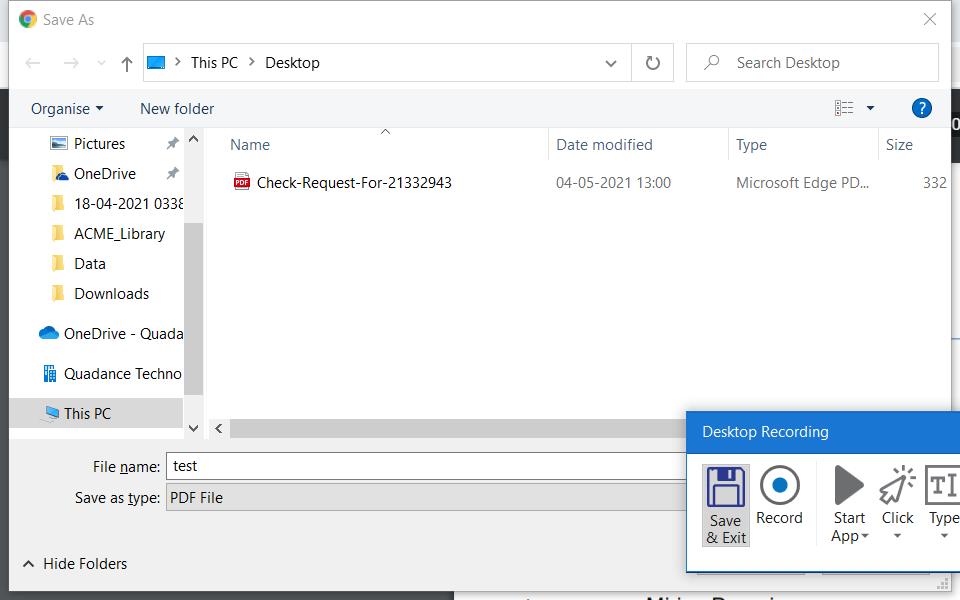 Save As
This PC
Desktop
Search Desktop
Organise
New folder
?
Name
Date modified
Type
Size
Pictures
OneDrive
18-04-2021 0338
ACME_Library
Data
Downloads
OneDrive - Quada
Quadance Techno
This PC
PDF
Check-Request-For-21332943
04-05-2021 13:00
Microsoft Edge PD...
332
File name:
test
Save as type:
PDF File
Hide Folders
Desktop Recording
Save
& Exit
Record
Start
App
Click
TI
Type